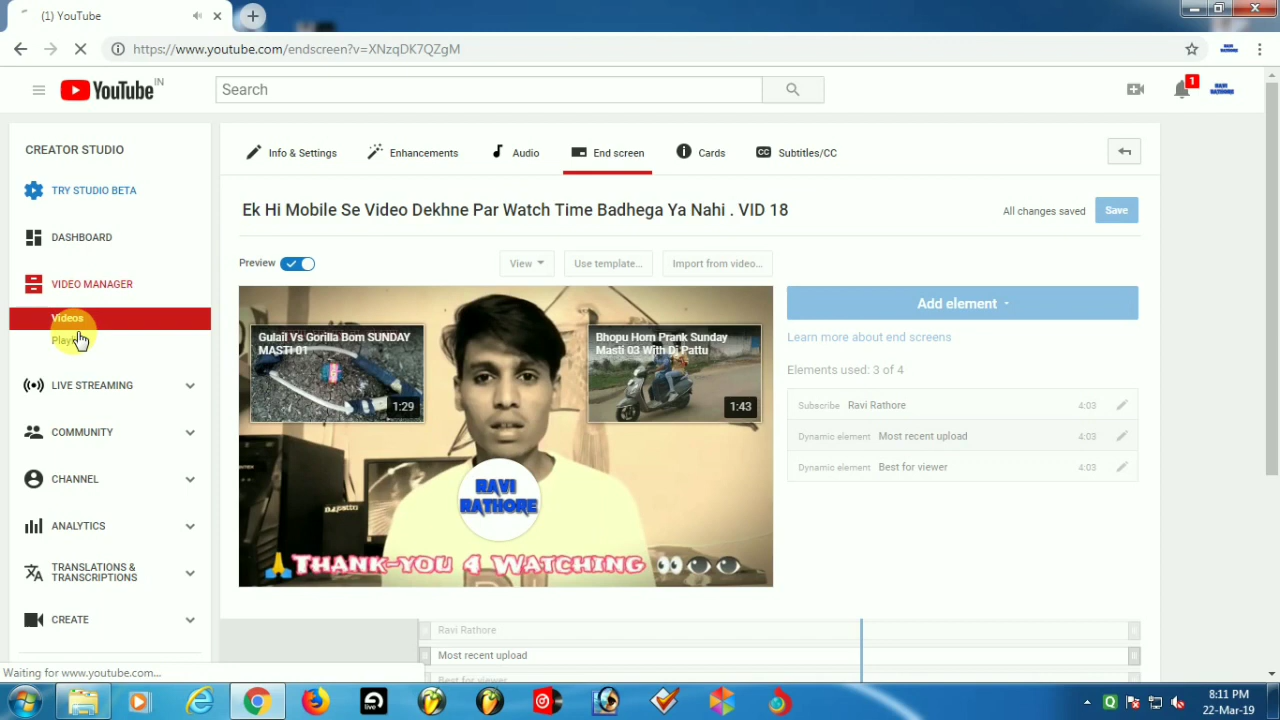 (1) YouTube
https://www.youtube.com/endscreen?v=XNzqDK7QZgM
YouTube IN
Search
1
RAVI RATHORE
CREATOR STUDIO
TRY STUDIO BETA
DASHBOARD
VIDEO MANAGER
Videos
LIVE STREAMING
COMMUNITY
CHANNEL
ANALYTICS
TRANSLATIONS &
TRANSCRIPTIONS
CREATE
Info & Settings
Enhancements
Audio
End screen
Cards
CC Subtitles/CC
Ek Hi Mobile Se Video Dekhne Par Watch Time Badhega Ya Nahi . VID 18
All changes saved
Save
Preview
View
Use template...
Import from video...
Gulail Vs Gorilla Bom SUNDAY
MASTI 01
1:29
Bhopu Horn Prank Sunday
Masti 03 With Dj Pattu
1:43
RAVI
RATHORE
THANK-YOU 4 WATCHING
Add element
Learn more about end screens
Elements used: 3 of 4
Subscribe Ravi Rathore 4:03
Dynamic element Most recent upload 4:03
Dynamic element Best for viewer 4:03
Ravi Rathore
Most recent upload
Best for viewer
Waiting for www.youtube.com...
live
8:11 PM
22-Mar-19